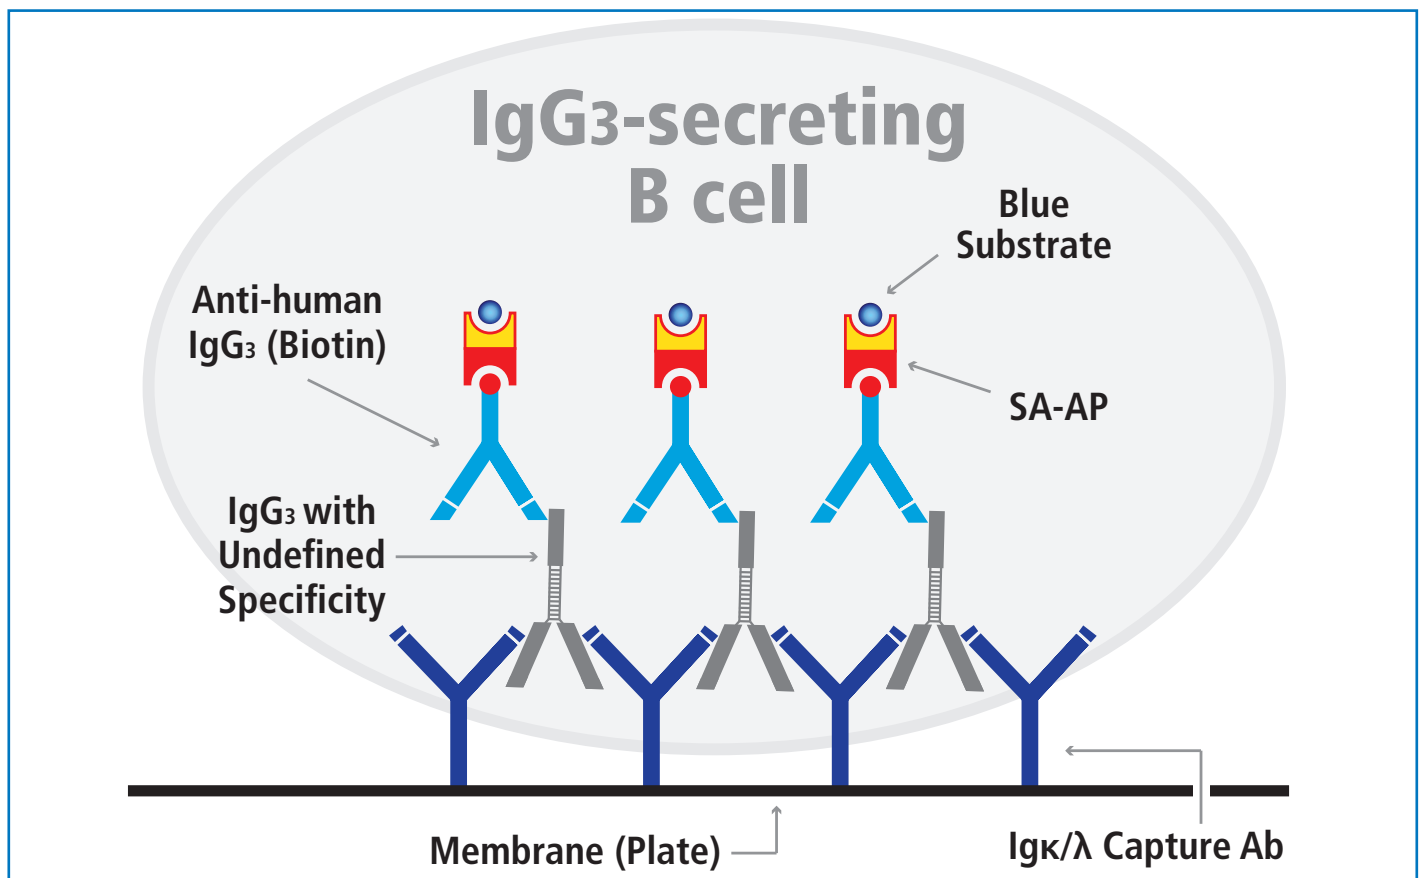 IgG3-secreting
B cell
Blue
Substrate
Anti-human
IgG3 (Biotin)
SA-AP
IgG3 with
Undefined
Specificity
Membrane (Plate)
Igκ/λ Capture Ab